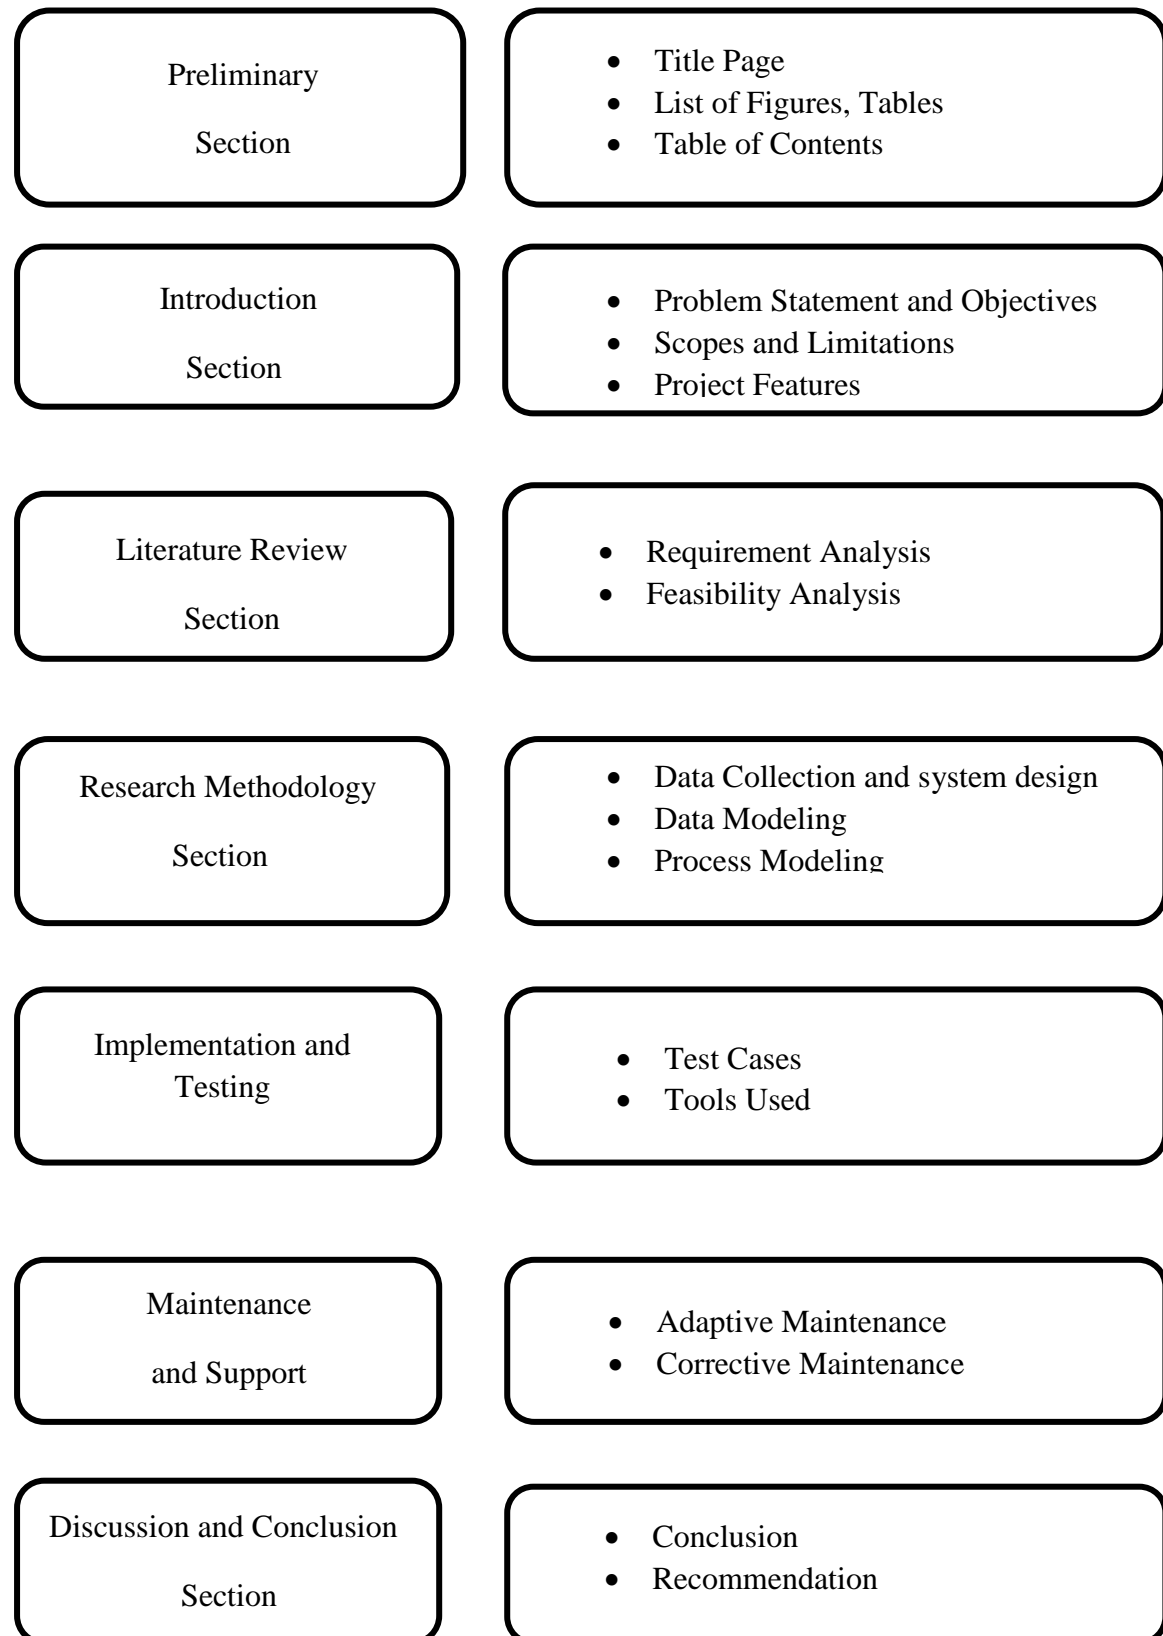 Preliminary
Section
• Title Page
• List of Figures, Tables
• Table of Contents
Introduction
Section
• Problem Statement and Objectives
• Scopes and Limitations
• Project Features
Literature Review
Section
• Requirement Analysis
• Feasibility Analysis
Research Methodology
Section
• Data Collection and system design
• Data Modeling
• Process Modeling
Implementation and
Testing
• Test Cases
• Tools Used
Maintenance
and Support
• Adaptive Maintenance
• Corrective Maintenance
Discussion and Conclusion
Section
• Conclusion
• Recommendation